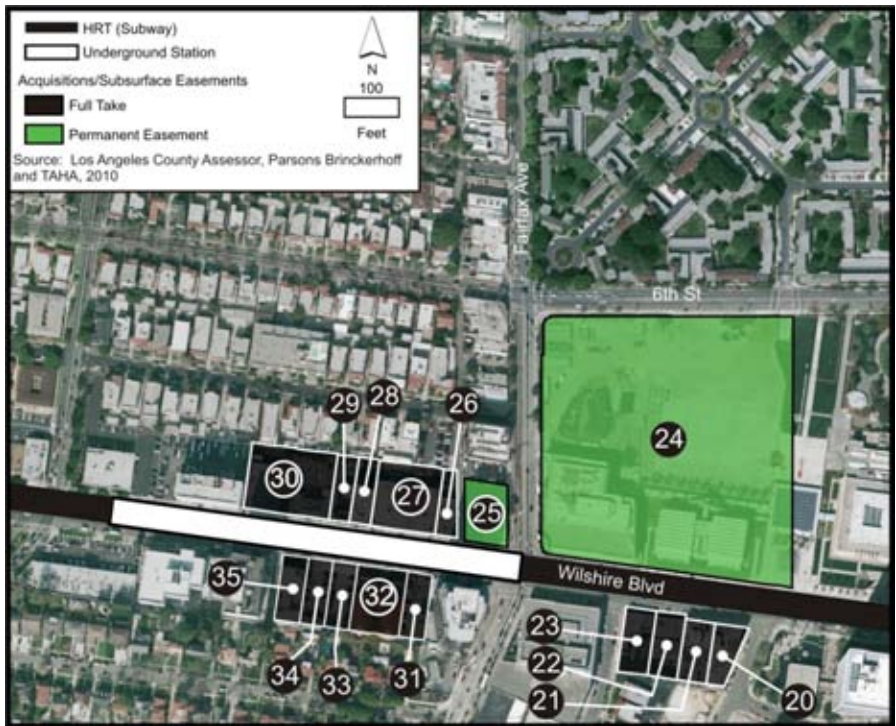 HRT (Subway)
Underground Station
Acquisitions/Subsurface Easements
Full Take
Permanent Easement
Source: Los Angeles County Assessor, Parsons Brinckerhoff
and TAHA, 2010
N
100
Feet
Fairfax Ave
6th St
24
29
28
26
30
27
25
Wilshire Blvd
35
32
34
33
31
23
22
21
20